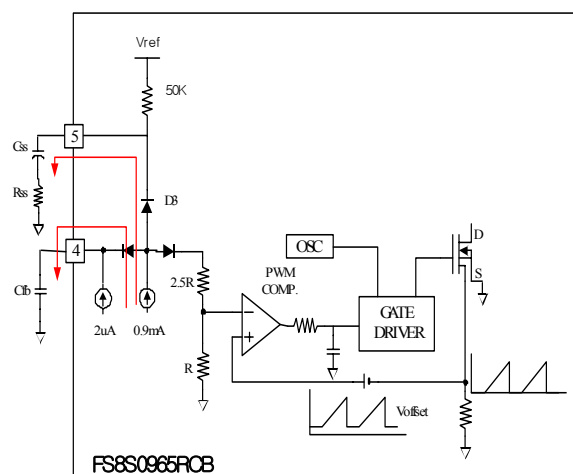 Vref
50K
5
Css
Rss
D3
4
Cfb
2uA
0.9mA
2.5R
R
PWM
COMP.
OSC
GATE
DRIVER
D
S
Voffset
FS8S0965RCB